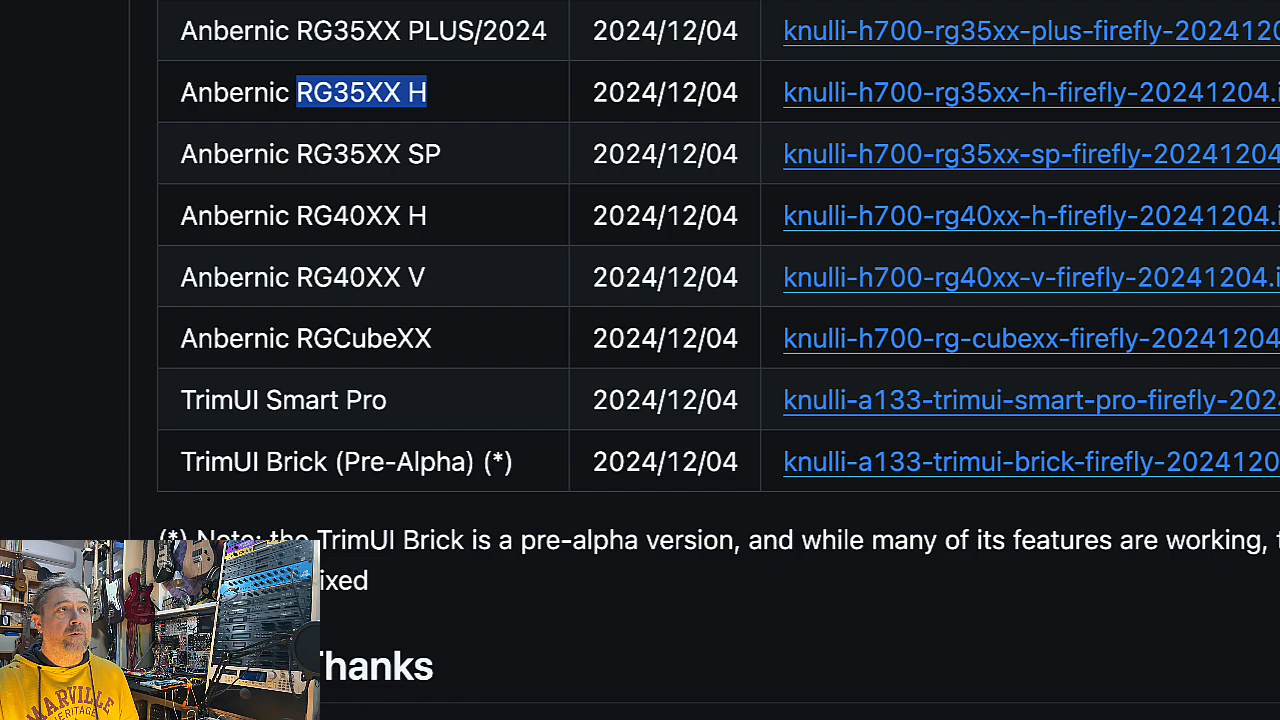 Anbernic RG35XX PLUS/2024 2024/12/04 knulli-h700-rg35xx-plus-firefly-202412
Anbernic RG35XX H 2024/12/04 knulli-h700-rg35xx-h-firefly-20241204.i
Anbernic RG35XX SP 2024/12/04 knulli-h700-rg35xx-sp-firefly-20241204
Anbernic RG40XX H 2024/12/04 knulli-h700-rg40xx-h-firefly-20241204.i
Anbernic RG40XX V 2024/12/04 knulli-h700-rg40xx-v-firefly-20241204.i
Anbernic RGCubeXX 2024/12/04 knulli-h700-rg-cubexx-firefly-20241204
TrimUI Smart Pro 2024/12/04 knulli-a133-trimui-smart-pro-firefly-202
TrimUI Brick (Pre-Alpha) (*) 2024/12/04 knulli-a133-trimui-brick-firefly-2024120
(*) Note: the TrimUI Brick is a pre-alpha version, and while many of its features are working,
ixed
Thanks
MARVILLE
HERITAGE